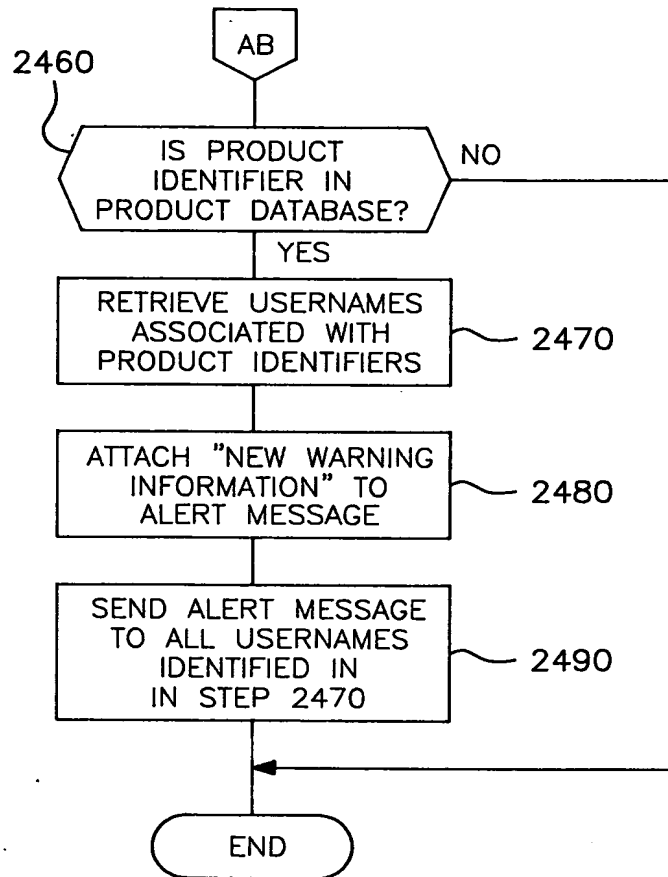 AB
2460
IS PRODUCT
IDENTIFIER IN
PRODUCT DATABASE?
NO
YES
RETRIEVE USERNAMES
ASSOCIATED WITH
PRODUCT IDENTIFIERS
2470
ATTACH "NEW WARNING
INFORMATION" TO
ALERT MESSAGE
2480
SEND ALERT MESSAGE
TO ALL USERNAMES
IDENTIFIED IN
IN STEP 2470
2490
END